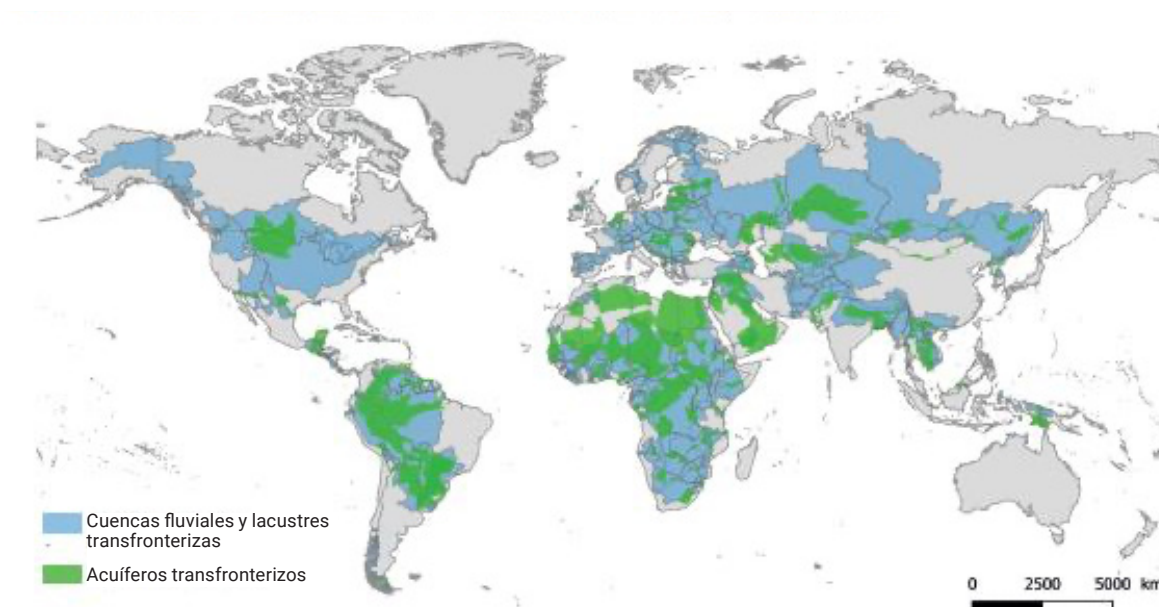 Cuencas fluviales y lacustres
transfronterizas
Acuíferos transfronterizos
0 2500 5000 km